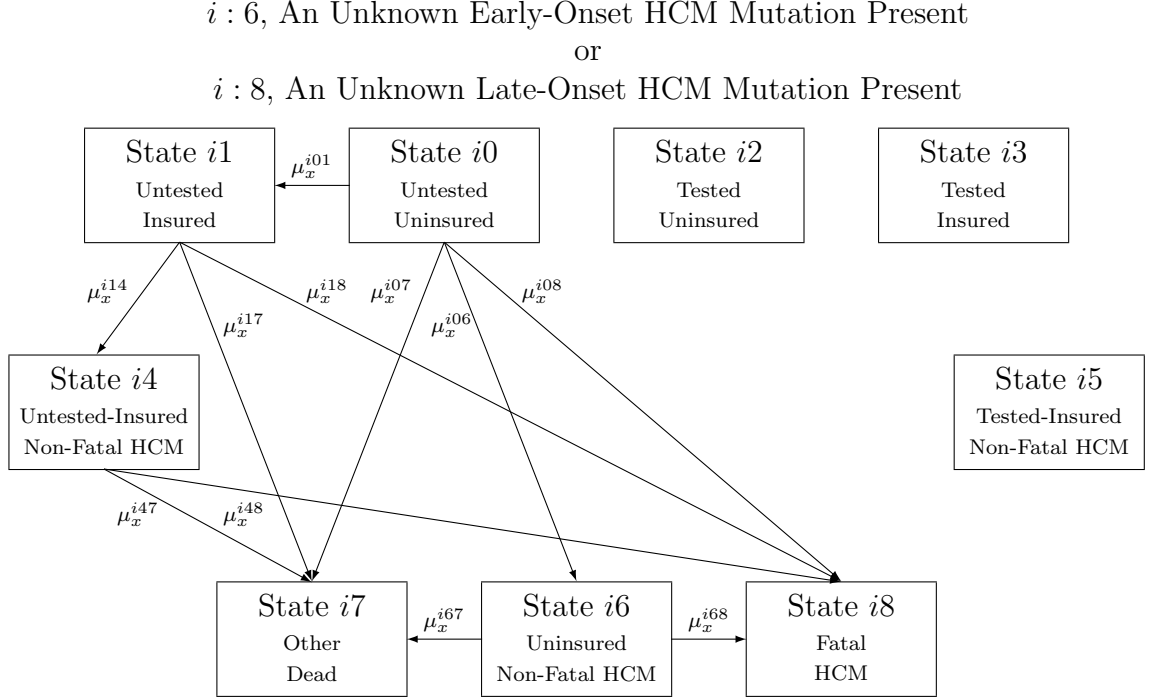 i : 6, An Unknown Early-Onset HCM Mutation Present
or
i : 8, An Unknown Late-Onset HCM Mutation Present
State i1
Untested
Insured
μ_x^{i01}
State i0
Untested
Uninsured
State i2
Tested
Uninsured
State i3
Tested
Insured
μ_x^{i14}
μ_x^{i17}
μ_x^{i18}
μ_x^{i07}
μ_x^{i06}
μ_x^{i08}
State i4
Untested-Insured
Non-Fatal HCM
State i5
Tested-Insured
Non-Fatal HCM
μ_x^{i47}
μ_x^{i48}
State i7
Other
Dead
μ_x^{i67}
State i6
Uninsured
Non-Fatal HCM
μ_x^{i68}
State i8
Fatal
HCM